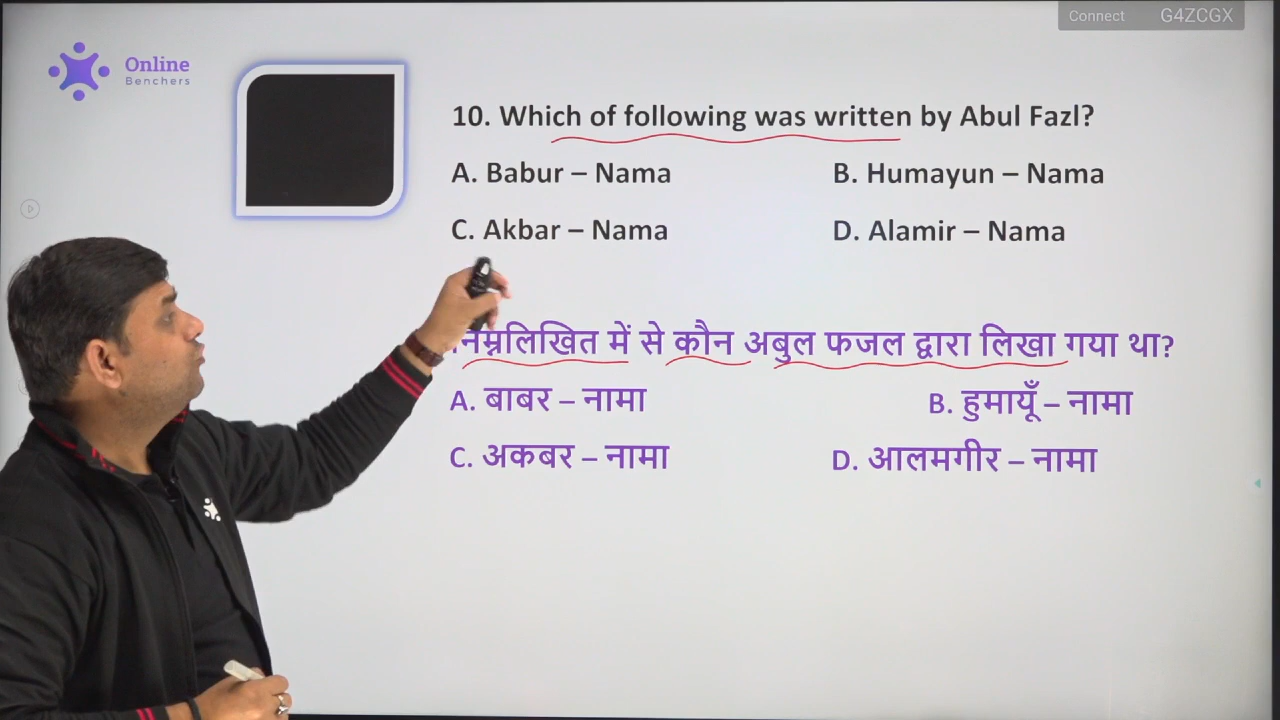 Connect G4ZCGX
Online
Benchers
10. Which of following was written by Abul Fazl?
A. Babur – Nama B. Humayun – Nama
C. Akbar – Nama D. Alamir – Nama
में से कौन अबुल फजल द्वारा लिखा गया था?
A. बाबर – नामा B. हुमायूँ – नामा
C. अकबर – नामा D. आलमगीर – नामा